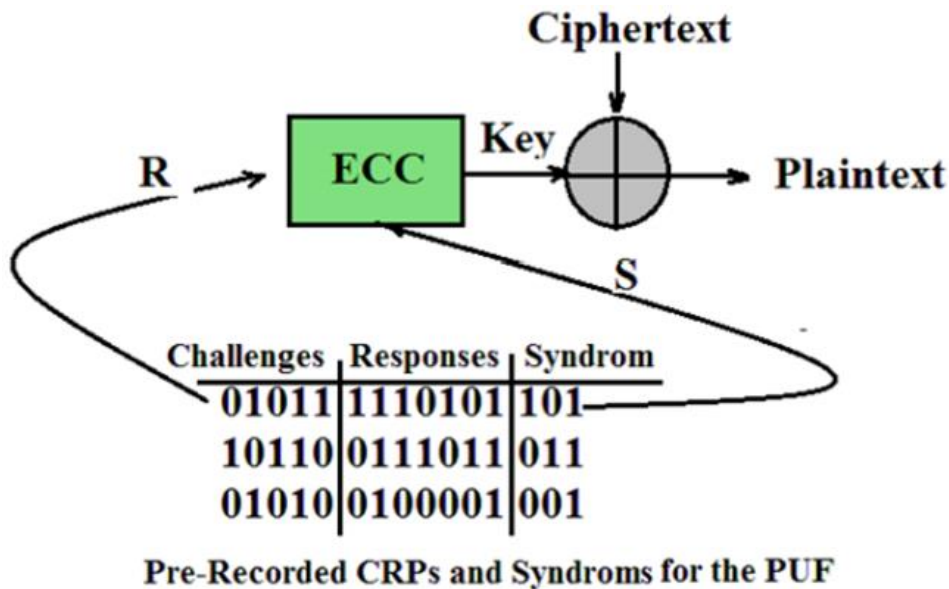 Ciphertext
ECC
Key
Plaintext
R
S
Challenges Responses Syndrom
01011 1110101 101
10110 0111011 011
01010 0100001 001
Pre-Recorded CRPs and Syndroms for the PUF